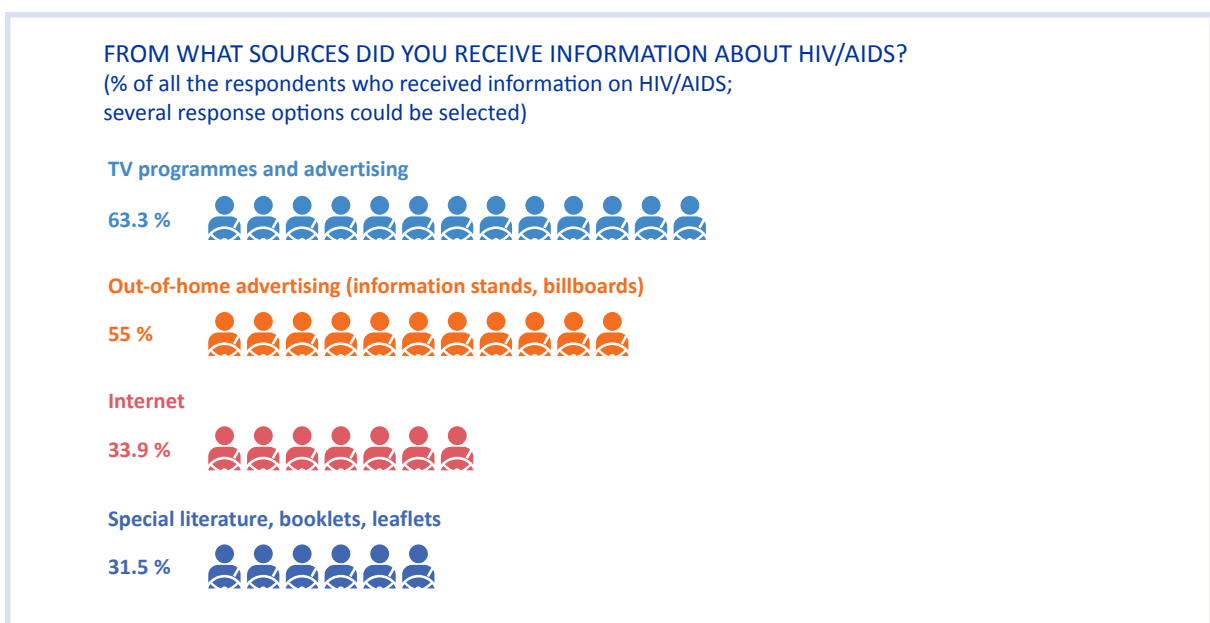 FROM WHAT SOURCES DID YOU RECEIVE INFORMATION ABOUT HIV/AIDS?
(% of all the respondents who received information on HIV/AIDS;
several response options could be selected)
TV programmes and advertising
63.3 %
Out-of-home advertising (information stands, billboards)
55 %
Internet
33.9 %
Special literature, booklets, leaflets
31.5 %